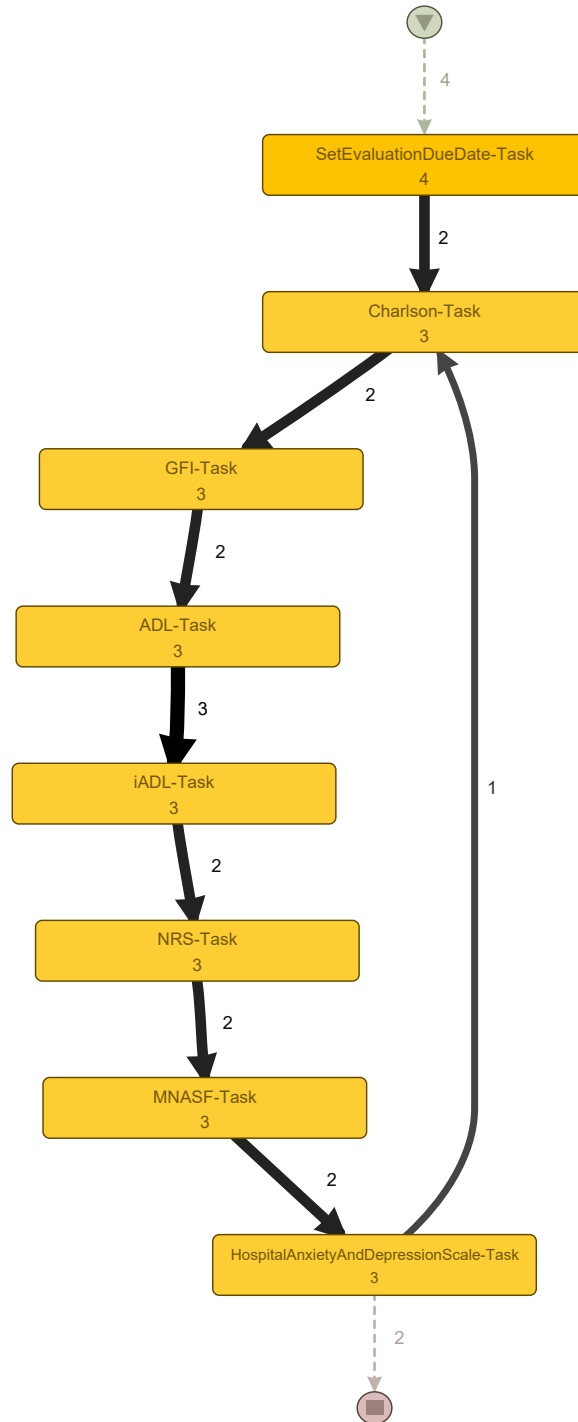 4
SetEvaluationDueDate-Task
4
2
Charlson-Task
3
2
GFI-Task
3
2
ADL-Task
3
3
iADL-Task
3
1
2
NRS-Task
3
2
MNASF-Task
3
2
HospitalAnxietyAndDepressionScale-Task
3
2